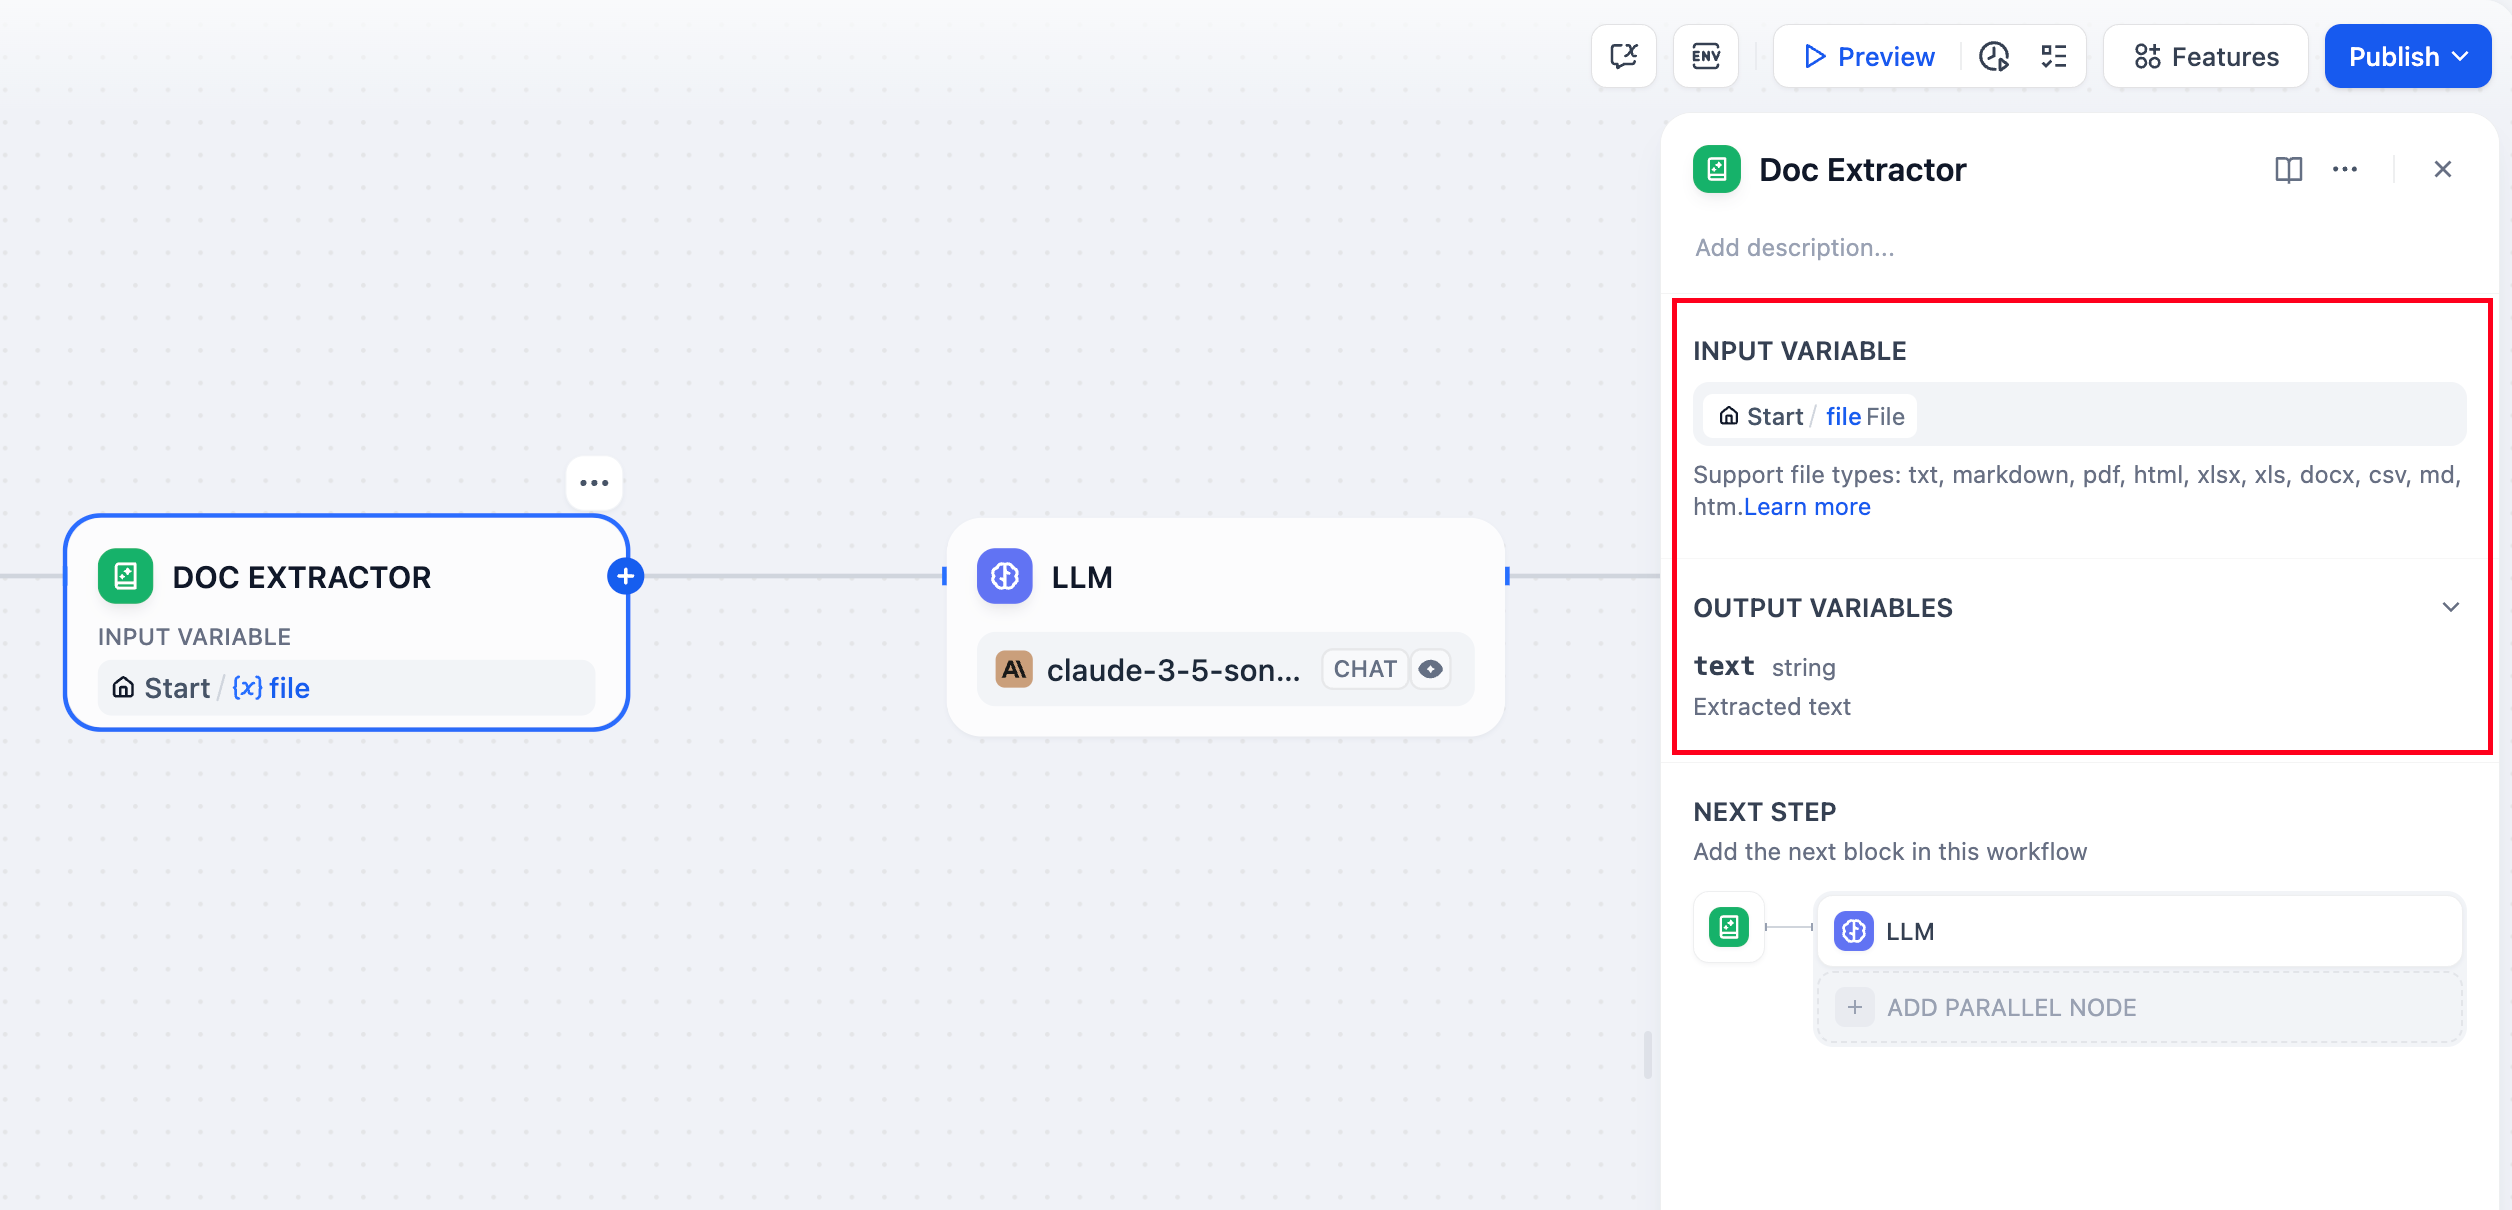 ENV
Preview
Features
Publish
Doc Extractor
Add description...
INPUT VARIABLE
Start / file File
Support file types: txt, markdown, pdf, html, xlsx, xls, docx, csv, md,
htm.Learn more
OUTPUT VARIABLES
text string
Extracted text
NEXT STEP
Add the next block in this workflow
LLM
+ ADD PARALLEL NODE
DOC EXTRACTOR
INPUT VARIABLE
Start / {x} file
LLM
claude-3-5-son... CHAT